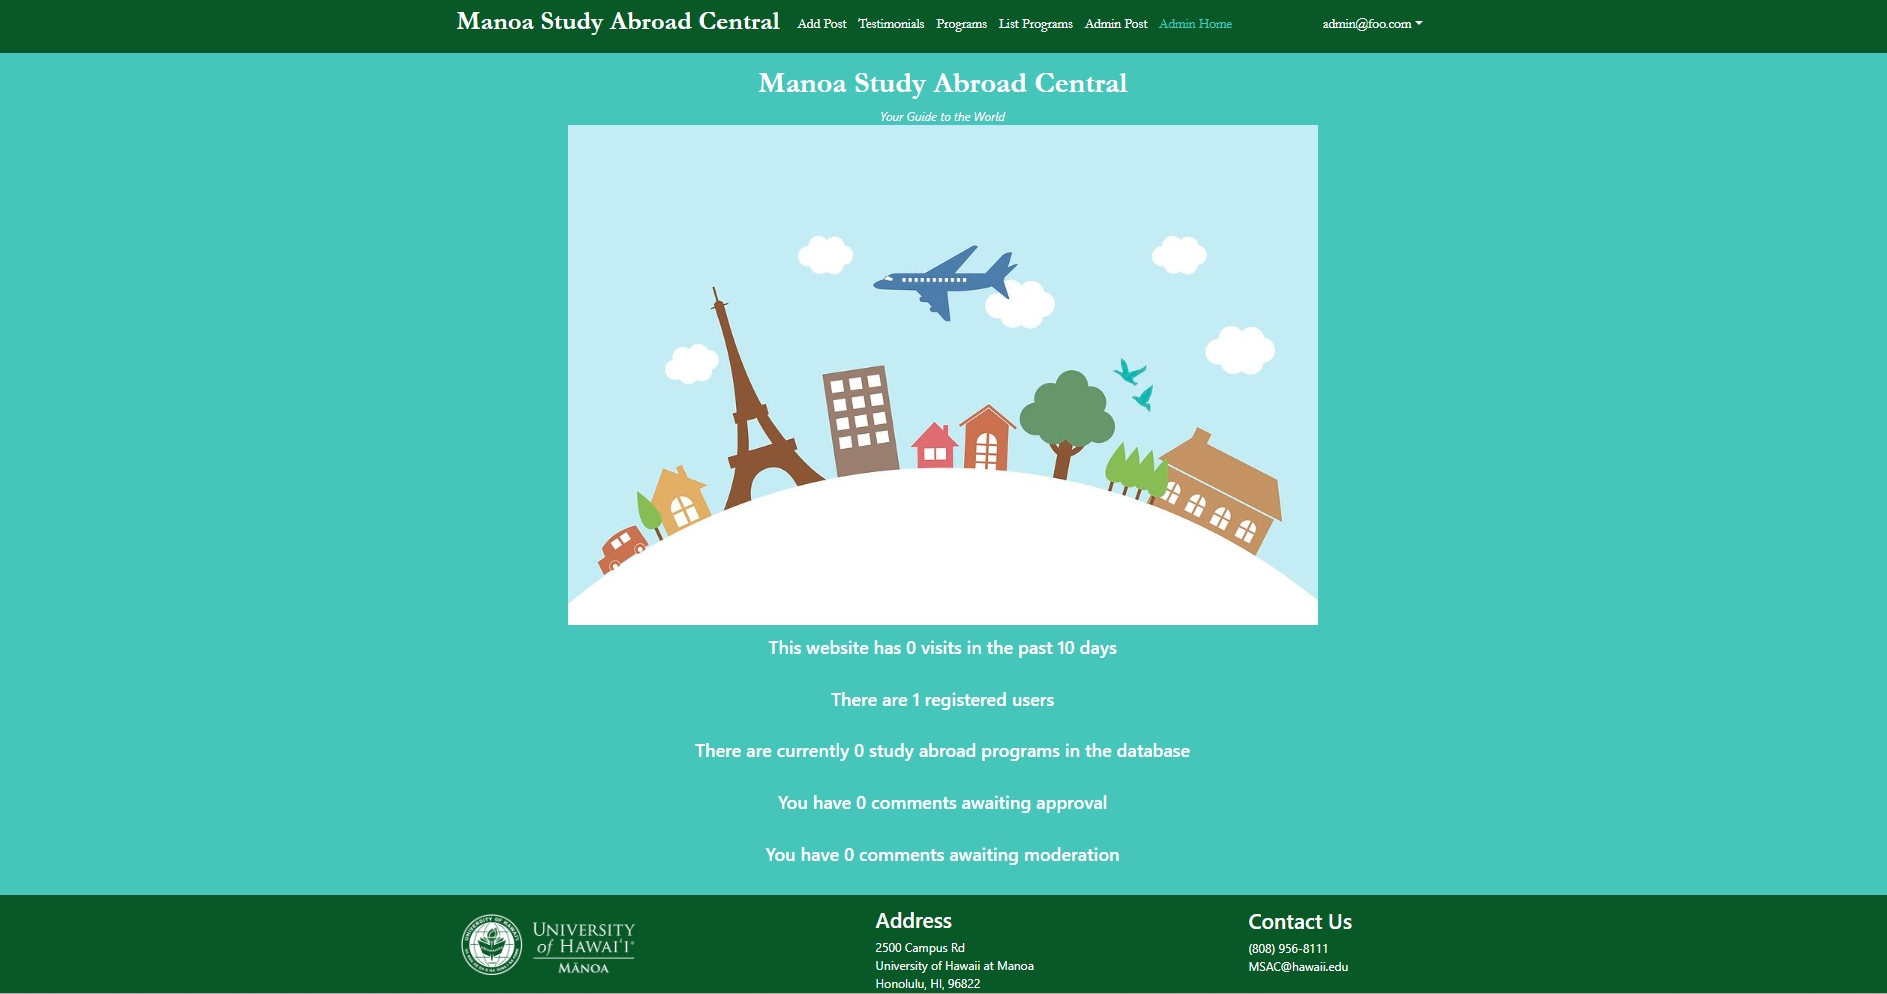 Manoa Study Abroad Central Add Post Testimonials Programs List Programs Admin Post Admin Home admin@foo.com
Manoa Study Abroad Central
Your Guide to the World
This website has 0 visits in the past 10 days
There are 1 registered users
There are currently 0 study abroad programs in the database
You have 0 comments awaiting approval
You have 0 comments awaiting moderation
UNIVERSITY
of HAWAIʻI®
MĀNOA
Address
2500 Campus Rd
University of Hawaii at Manoa
Honolulu, HI, 96822
Contact Us
(808) 956-8111
MSAC@hawaii.edu